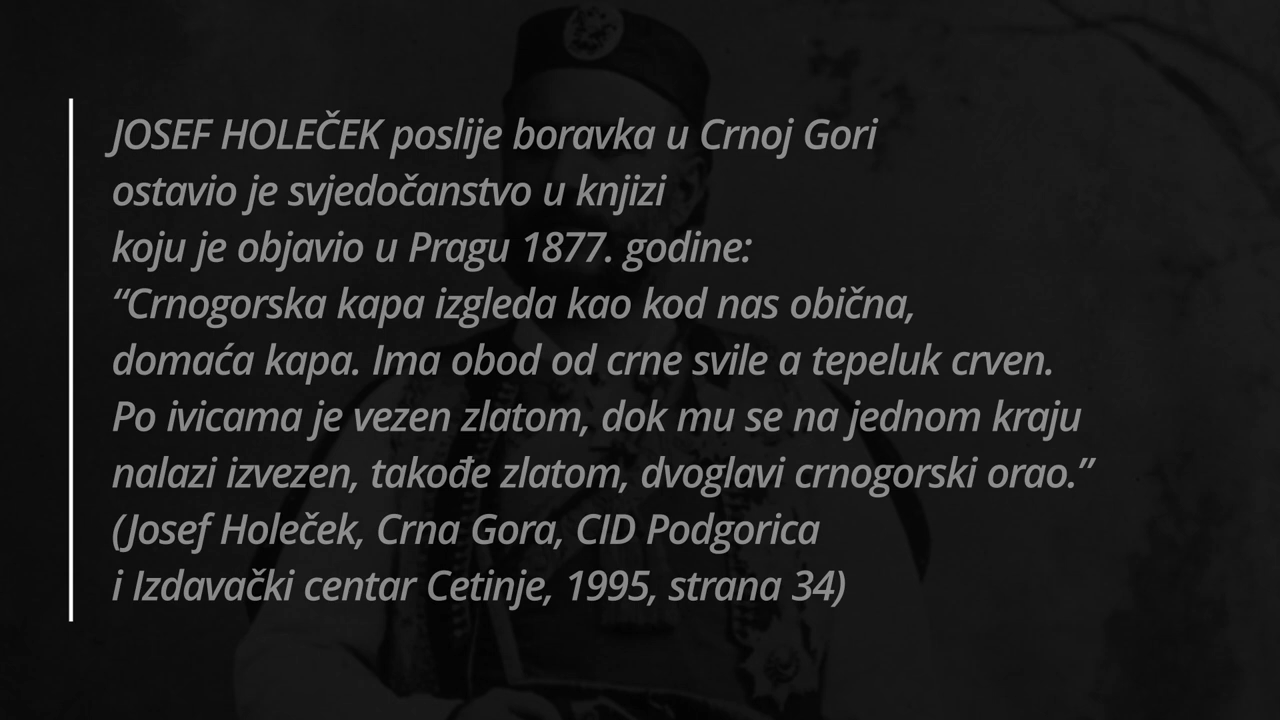 JOSEF HOLEČEK poslije boravka u Crnoj Gori
ostavio je svjedočanstvo u knjizi
koju je objavio u Pragu 1877. godine:
“Crnogorska kapa izgleda kao kod nas obična,
domaća kapa. Ima obod od crne svile a tepeluk crven.
Po ivicama je vezen zlatom, dok mu se na jednom kraju
nalazi izvezen, takođe zlatom, dvoglavi crnogorski orao.”
(Josef Holeček, Crna Gora, CID Podgorica
i Izdavački centar Cetinje, 1995, strana 34)